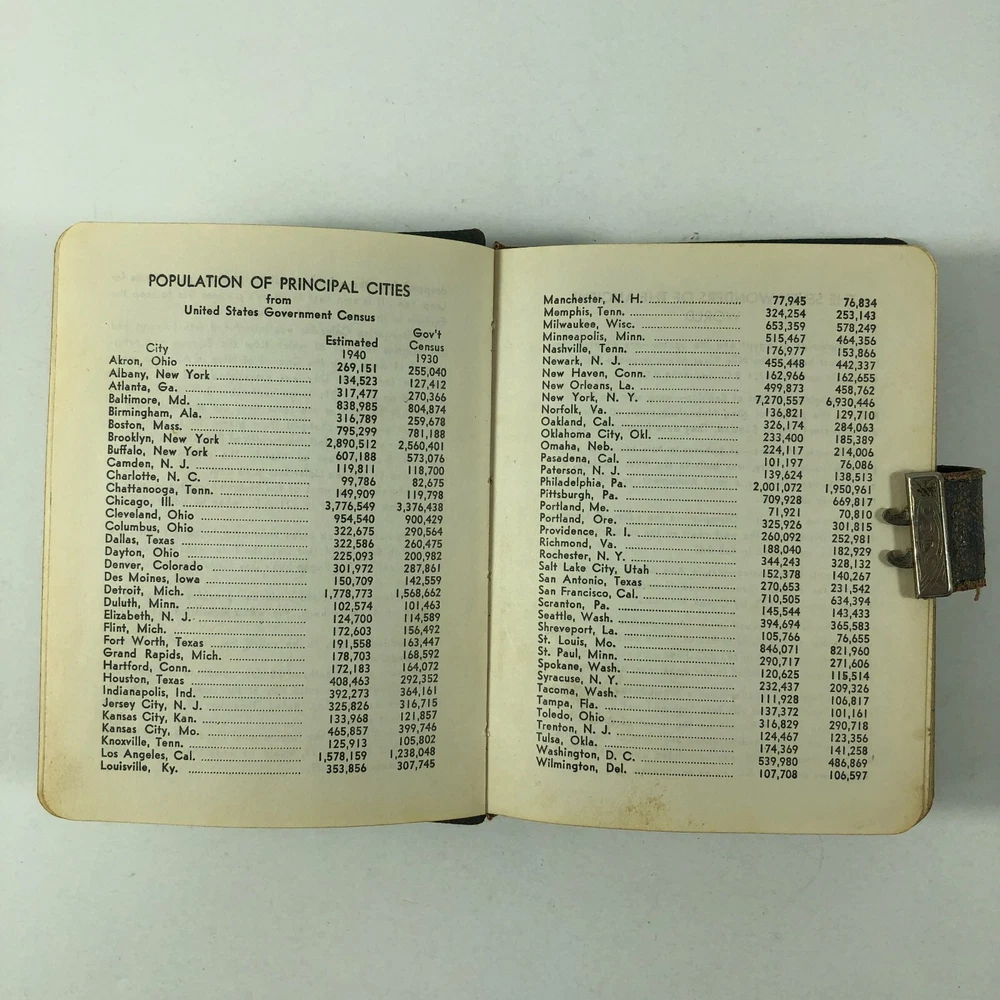 POPULATION OF PRINCIPAL CITIES
from
United States Government Census
City Estimated 1940 Gov't Census 1930
Akron, Ohio 269,151 255,040
Albany, New York 134,523 127,412
Atlanta, Ga. 317,477 270,366
Baltimore, Md. 838,985 804,874
Birmingham, Ala. 316,789 259,678
Boston, Mass. 795,299 781,188
Brooklyn, New York 2,890,512 2,560,401
Buffalo, New York 607,188 573,076
Camden, N. J. 119,811 118,700
Charlotte, N. C. 99,786 82,675
Chattanooga, Tenn. 149,909 119,798
Chicago, Ill. 3,776,549 3,376,438
Cleveland, Ohio 954,540 900,429
Columbus, Ohio 322,675 290,564
Dallas, Texas 322,586 260,475
Dayton, Ohio 225,093 200,982
Denver, Colorado 301,972 287,861
Des Moines, Iowa 150,709 142,559
Detroit, Mich. 1,778,773 1,568,662
Duluth, Minn. 102,574 101,463
Elizabeth, N. J. 124,700 114,589
Flint, Mich. 172,603 156,492
Fort Worth, Texas 191,558 163,447
Grand Rapids, Mich. 178,703 168,592
Hartford, Conn. 172,183 164,072
Houston, Texas 408,463 292,352
Indianapolis, Ind. 392,273 364,161
Jersey City, N. J. 325,826 316,715
Kansas City, Kan. 133,968 121,857
Kansas City, Mo. 465,857 399,746
Knoxville, Tenn. 125,913 105,802
Los Angeles, Cal. 1,578,159 1,238,048
Louisville, Ky. 353,856 307,745
Manchester, N. H. 77,945 76,834
Memphis, Tenn. 324,254 253,143
Milwaukee, Wisc. 653,359 578,249
Minneapolis, Minn. 515,467 464,356
Nashville, Tenn. 176,977 153,866
Newark, N. J. 455,448 442,337
New Haven, Conn. 162,966 162,655
New Orleans, La. 499,873 458,762
New York, N. Y. 7,270,557 6,930,446
Norfolk, Va. 136,821 129,710
Oakland, Cal. 326,174 284,063
Oklahoma City, Okl. 233,400 185,389
Omaha, Neb. 224,117 214,006
Pasadena, Cal. 101,197 76,086
Paterson, N. J. 139,624 138,513
Philadelphia, Pa. 2,001,072 1,950,961
Pittsburgh, Pa. 709,928 669,817
Portland, Me. 71,921 70,810
Portland, Ore. 325,926 301,815
Providence, R. I. 260,092 252,981
Richmond, Va. 188,040 182,929
Rochester, N. Y. 344,243 328,132
Salt Lake City, Utah 152,378 140,267
San Antonio, Texas 270,653 231,542
San Francisco, Cal. 710,505 634,394
Scranton, Pa. 145,544 143,433
Seattle, Wash. 394,694 365,583
Shreveport, La. 105,766 76,655
St. Louis, Mo. 846,071 821,960
St. Paul, Minn. 290,717 271,606
Spokane, Wash. 120,625 115,514
Syracuse, N. Y. 232,437 209,326
Tacoma, Wash. 111,928 106,817
Tampa, Fla. 137,372 101,161
Toledo, Ohio 316,829 290,718
Trenton, N. J. 124,467 123,356
Tulsa, Okla. 174,369 141,258
Washington, D. C. 539,980 486,869
Wilmington, Del. 107,708 106,597